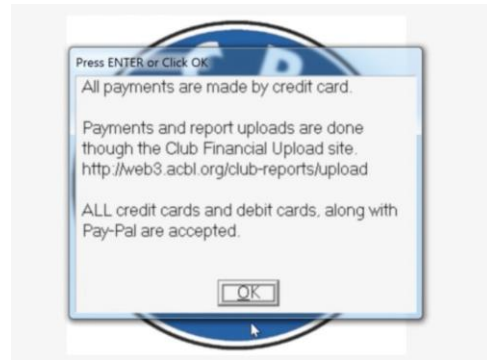 Press ENTER or Click OK
All payments are made by credit card.
Payments and report uploads are done
though the Club Financial Upload site.
http://web3.acbl.org/club-reports/upload
ALL credit cards and debit cards, along with
Pay-Pal are accepted.
OK